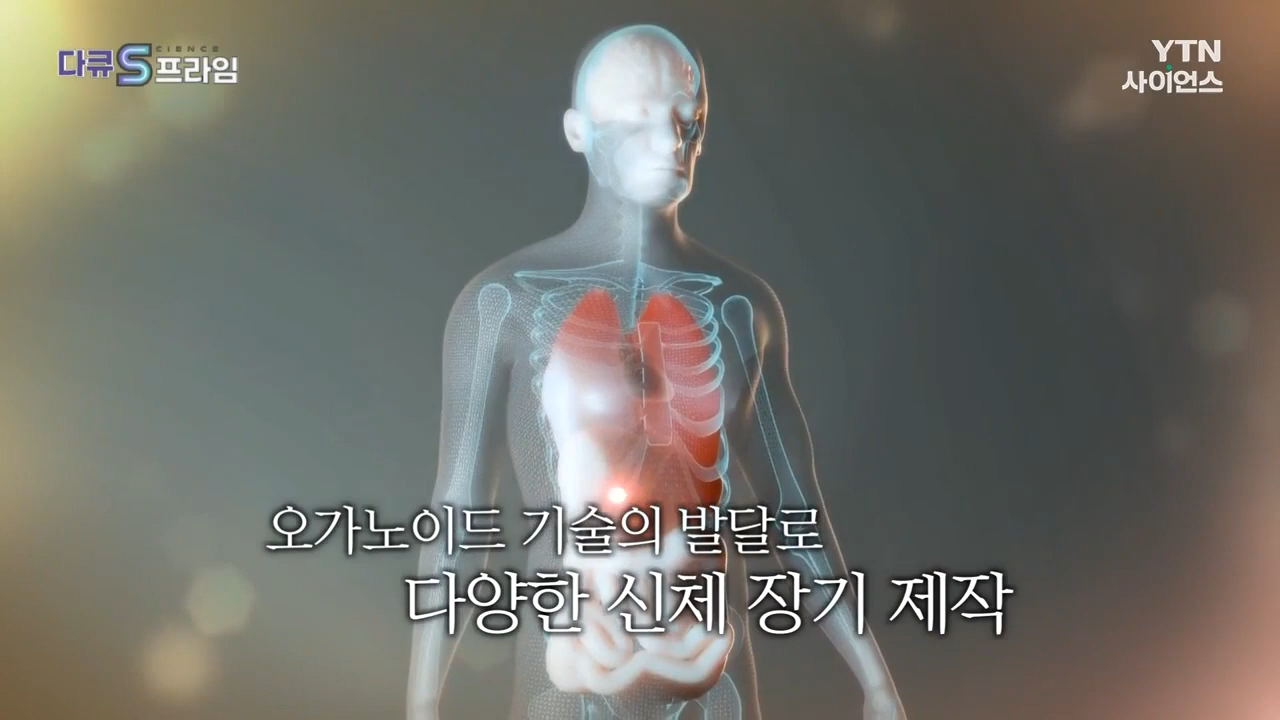 다큐S프라임
CIENCE
YTN
사이언스
오가노이드 기술의 발달로
다양한 신체 장기 제작